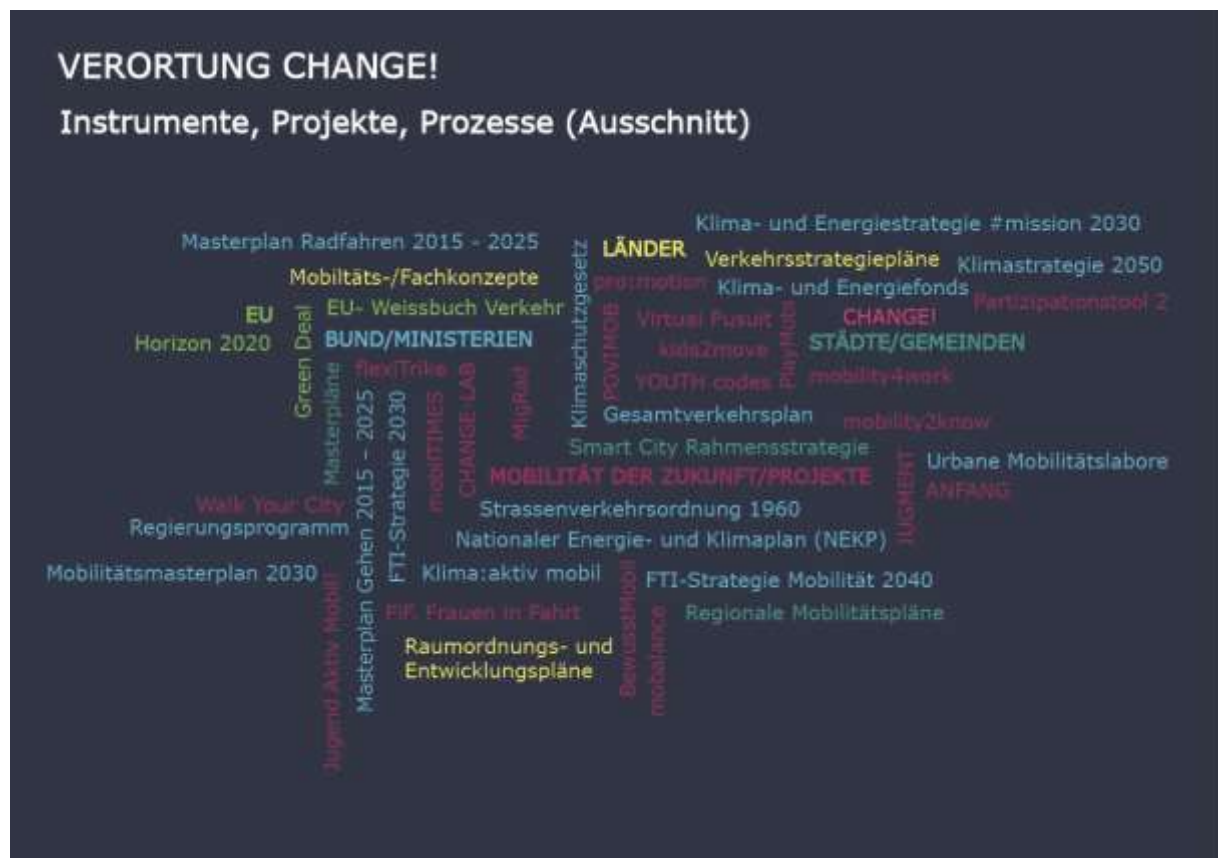 VERORTUNG CHANGE!
Instrumente, Projekte, Prozesse (Ausschnitt)
Klima- und Energiestrategie #mission 2030
Masterplan Radfahren 2015 - 2025
LÄNDER
Verkehrsstrategiepläne
Klimastrategie 2050
Mobiltäts-/Fachkonzepte
pro:motion
Klima- und Energiefonds
Partizipationstool 2
EU
EU- Weissbuch Verkehr
Virtual Pusuit
CHANGE!
Horizon 2020
Green Deal
BUND/MINISTERIEN
Klimaschutzgesetz
POVIMOB
kids2move
PlayMobs
STÄDTE/GEMEINDEN
flexiTrike
YOUTH codes
mobility4work
Masterpläne
Masterplan Gehen 2015 - 2025
FTI-Strategie 2030
mobiTIMES
CHANGE-LAB
MigRad
Gesamtverkehrsplan
mobility2know
Smart City Rahmensstrategie
Urbane Mobilitätslabore
MOBILITÄT DER ZUKUNFT/PROJEKTE
JUGMENT
ANFANG
Walk Your City
Strassenverkehrsordnung 1960
Regierungsprogramm
Nationaler Energie- und Klimaplan (NEKP)
Mobilitätsmasterplan 2030
Klima:aktiv mobil
FTI-Strategie Mobilität 2040
Jugend Aktiv Mobil!
FiF. Frauen in Fahrt
BewusstMobil
mobalance
Regionale Mobilitätspläne
Raumordnungs- und
Entwicklungspläne